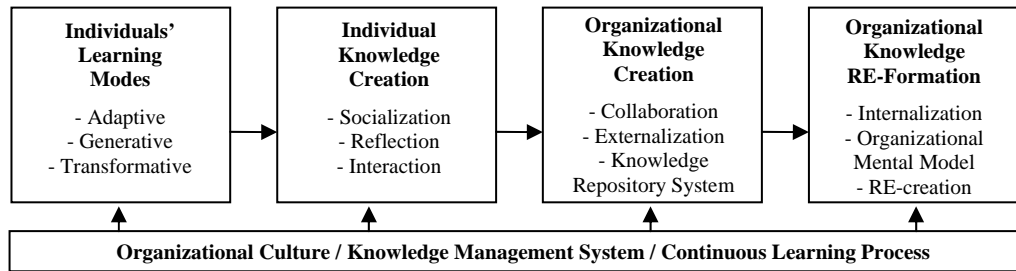 Individuals'
Learning
Modes
- Adaptive
- Generative
- Transformative
Individual
Knowledge
Creation
- Socialization
- Reflection
- Interaction
Organizational
Knowledge
Creation
- Collaboration
- Externalization
- Knowledge
Repository System
Organizational
Knowledge
RE-Formation
- Internalization
- Organizational
Mental Model
- RE-creation
Organizational Culture / Knowledge Management System / Continuous Learning Process